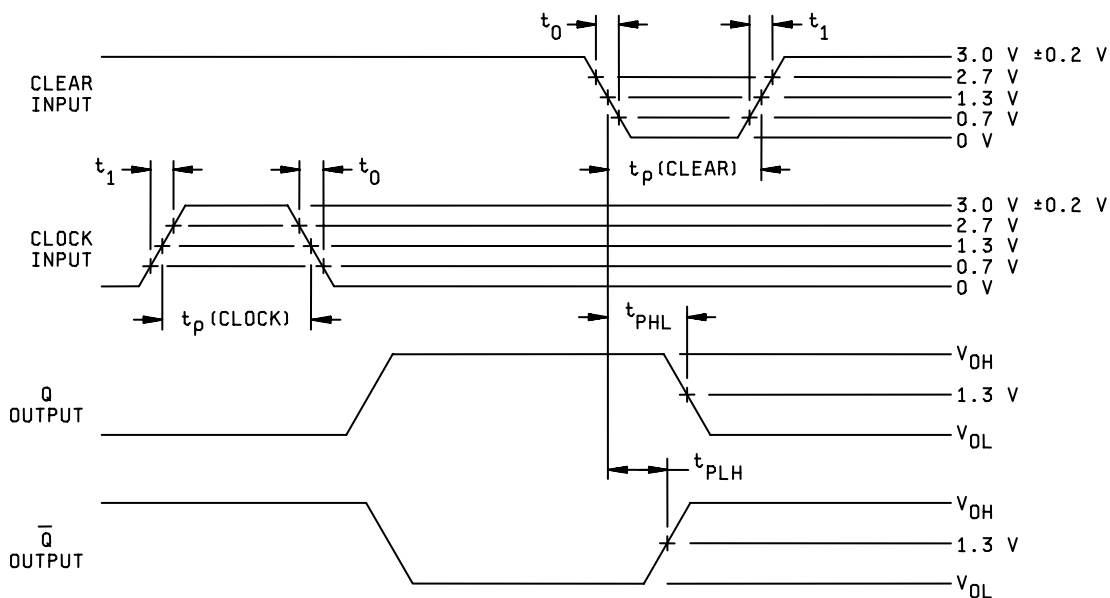 t0
t1
CLEAR
INPUT
3.0 V ±0.2 V
2.7 V
1.3 V
0.7 V
0 V
tp (CLEAR)
t1
t0
CLOCK
INPUT
3.0 V ±0.2 V
2.7 V
1.3 V
0.7 V
0 V
tp (CLOCK)
tPHL
Q
OUTPUT
VOH
1.3 V
VOL
tPLH
Q̅
OUTPUT
VOH
1.3 V
VOL